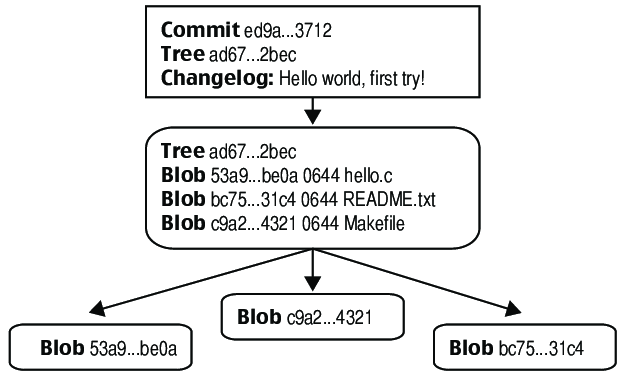 Commit ed9a...3712
Tree ad67...2bec
Changelog: Hello world, first try!
Tree ad67...2bec
Blob 53a9...be0a 0644 hello.c
Blob bc75...31c4 0644 README.txt
Blob c9a2...4321 0644 Makefile
Blob 53a9...be0a
Blob c9a2...4321
Blob bc75...31c4